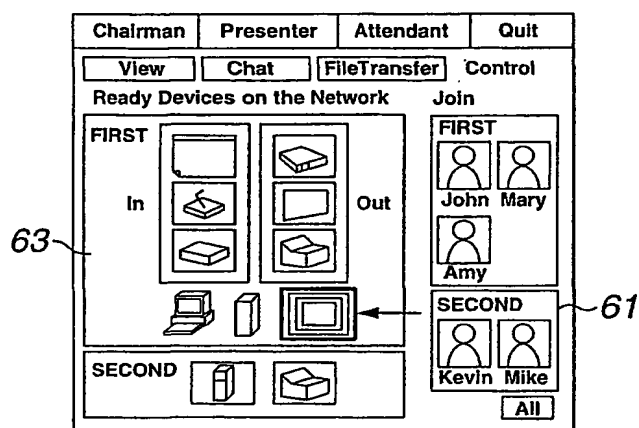 Chairman Presenter Attendant Quit
View Chat FileTransfer Control
Ready Devices on the Network Join
FIRST
In Out
63
SECOND
FIRST
John Mary
Amy
SECOND
61
Kevin Mike
All